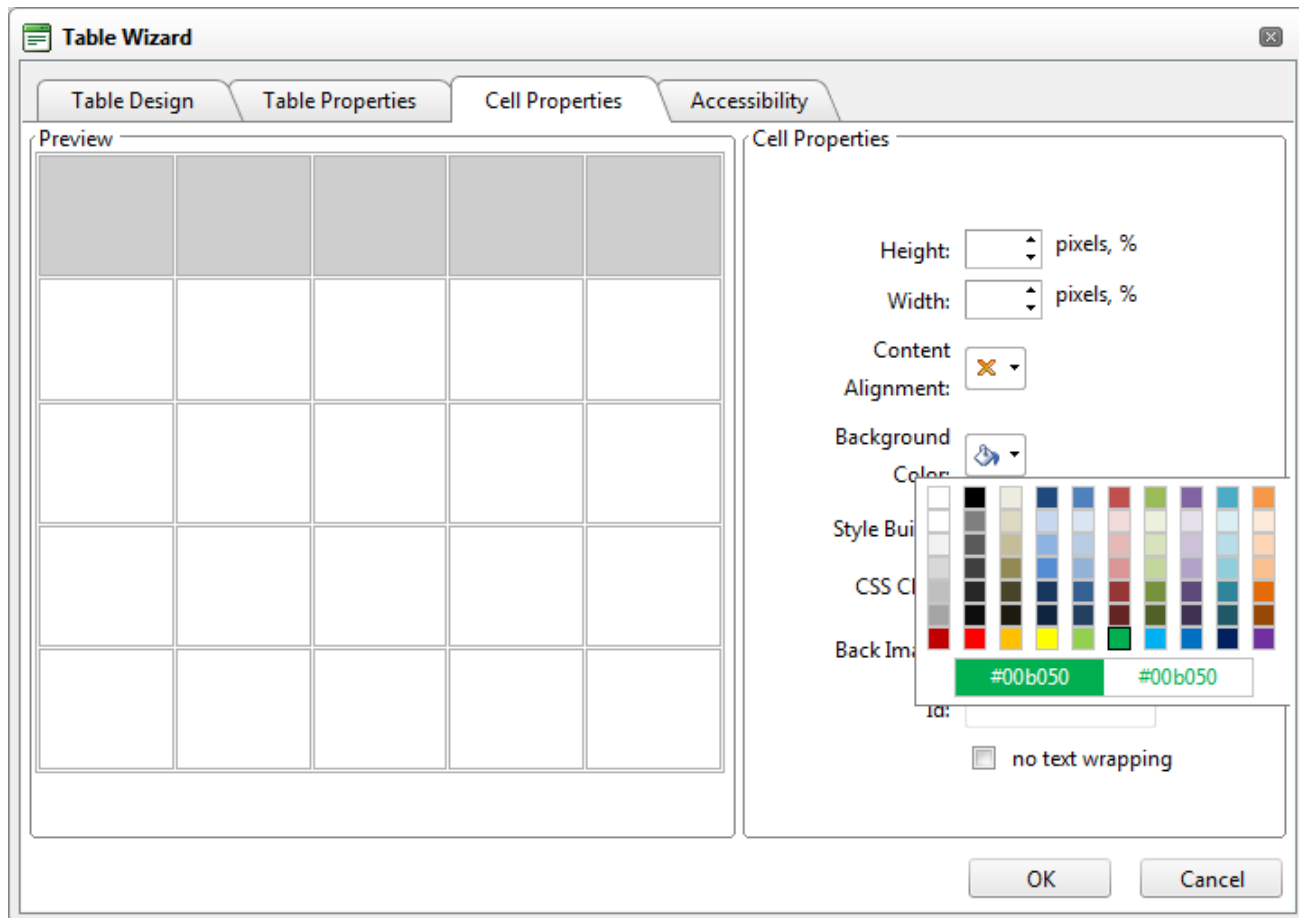 Table Wizard
Table Design
Table Properties
Cell Properties
Accessibility
Preview
Cell Properties
Height:
pixels, %
Width:
pixels, %
Content
Alignment:
Background
Color:
Style Bui
CSS Cl
Back Ima
#00b050
#00b050
Id:
no text wrapping
OK
Cancel